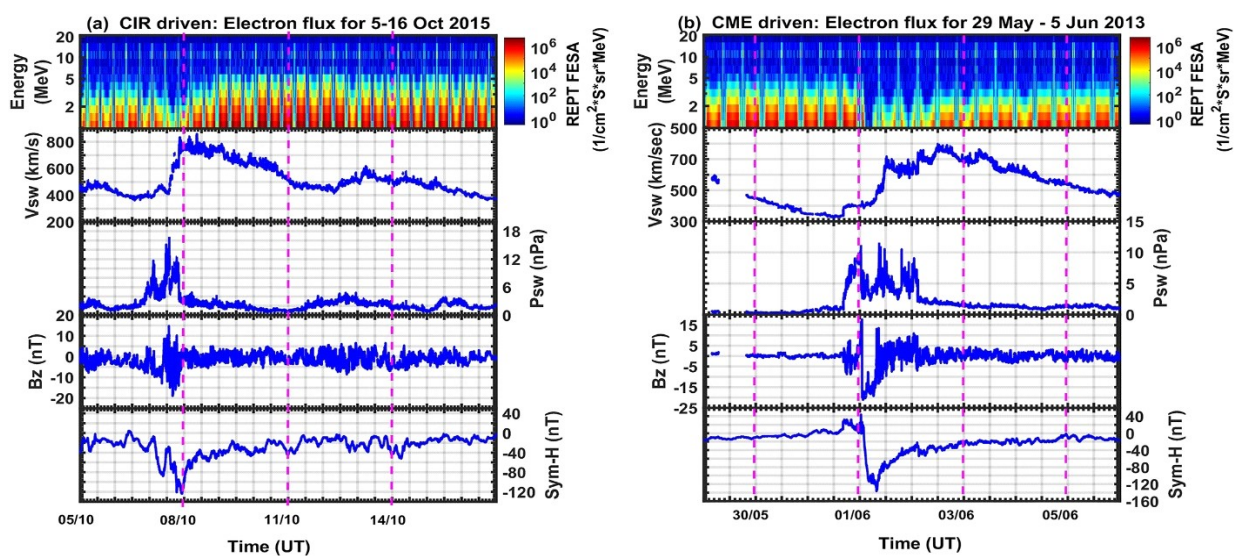 (a) CIR driven: Electron flux for 5-16 Oct 2015
20
10
5
2
Energy
(MeV)
10^6
10^4
10^2
10^0
REPT FESA
(1/cm^2*S*sr*MeV)
800
600
400
200
Vsw (km/s)
18
12
6
0
Psw (nPa)
20
10
0
-10
-20
Bz (nT)
40
0
-40
-80
-120
Sym-H (nT)
05/10 08/10 11/10 14/10
Time (UT)
(b) CME driven: Electron flux for 29 May - 5 Jun 2013
20
10
5
2
Energy
(MeV)
10^6
10^4
10^2
10^0
REPT FESA
(1/cm^2*S*sr*MeV)
500
700
500
300
Vsw (km/sec)
15
10
5
0
Psw (nPa)
15
5
-5
-15
-25
Bz (nT)
40
0
-40
-80
-120
-160
Sym-H (nT)
30/05 01/06 03/06 05/06
Time (UT)